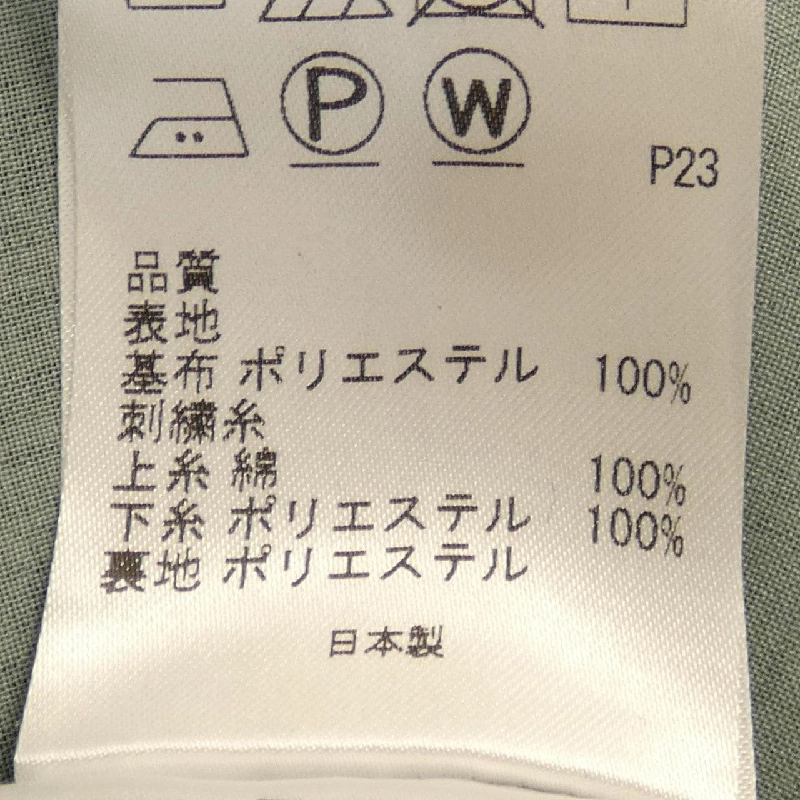 P W
P23
品質
表地
基布 ポリエステル 100%
刺繍糸
上糸 綿 100%
下糸 ポリエステル 100%
裏地 ポリエステル
日本製